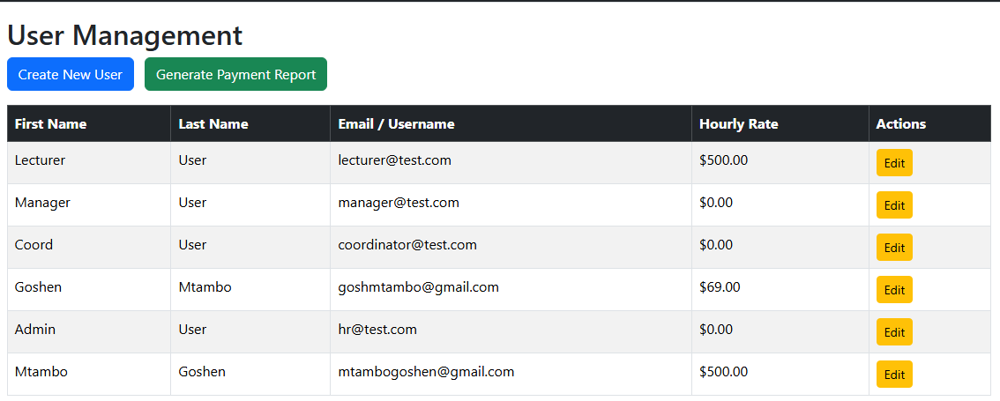 User Management
Create New User Generate Payment Report
First Name Last Name Email / Username Hourly Rate Actions
Lecturer User lecturer@test.com $500.00 Edit
Manager User manager@test.com $0.00 Edit
Coord User coordinator@test.com $0.00 Edit
Goshen Mtambo goshmtambo@gmail.com $69.00 Edit
Admin User hr@test.com $0.00 Edit
Mtambo Goshen mtambogoshen@gmail.com $500.00 Edit